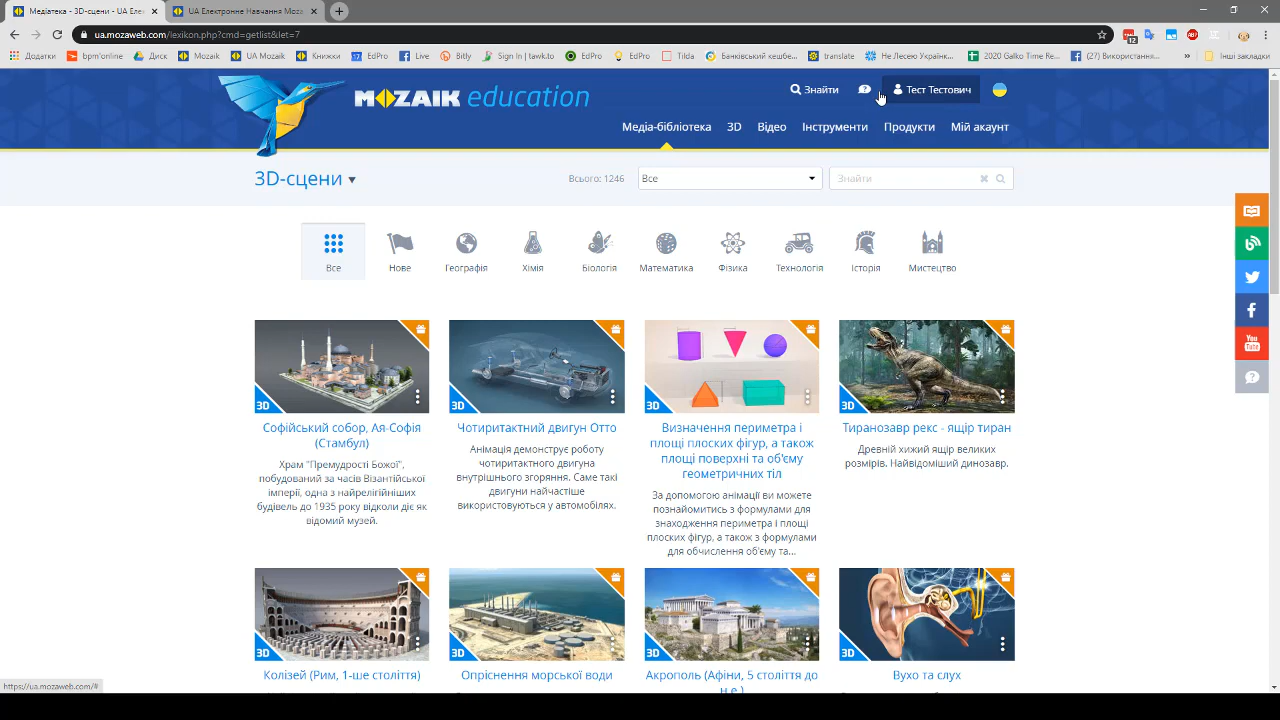 Медіатека - 3D-сцени - UA Еле
UA Електронне Навчання Moza
ua.mozaweb.com/lexikon.php?cmd=getlist&let=7
12
Додатки
bpm'online
Диск
Mozaik
UA Mozaik
Книжки
EdPro
Live
Bitly
Sign In | tawk.to
EdPro
EdPro
Tilda
Банківський кешбе...
translate
Не Лесею Українк...
2020 Galko Time Re...
(27) Використання...
»
Інші закладки
MOZAIK education
Знайти
Тест Тестович
Медіа-бібліотека
3D
Відео
Інструменти
Продукти
Мій акаунт
3D-сцени
Всього: 1246
Все
Знайти
Все
Нове
Географія
Хімія
Біологія
Математика
Фізика
Технологія
Історія
Мистецтво
3D
3D
3D
3D
Софійський собор, Ая-Софія
(Стамбул)
Храм "Премудрості Божої",
побудований за часів Візантійської
імперії, одна з найрелігійніших
будівель до 1935 року відколи діє як
відомий музей.
Чотиритактний двигун Отто
Анімація демонструє роботу
чотиритактного двигуна
внутрішнього згоряння. Саме такі
двигуни найчастіше
використовуються у автомобілях.
Визначення периметра і
площі плоских фігур, а також
площі поверхні та об'єму
геометричних тіл
За допомогою анімації ви можете
познайомитись з формулами для
знаходження периметра і площі
плоских фігур, а також з формулами
для обчислення об'єму та...
Тиранозавр рекс - ящір тиран
Древній хижий ящір великих
розмірів. Найвідоміший динозавр.
3D
3D
3D
3D
Колізей (Рим, 1-ше століття)
Опріснення морської води
Акрополь (Афіни, 5 століття до
н.е.)
Вухо та слух
You
Tube
https://ua.mozaweb.com/#